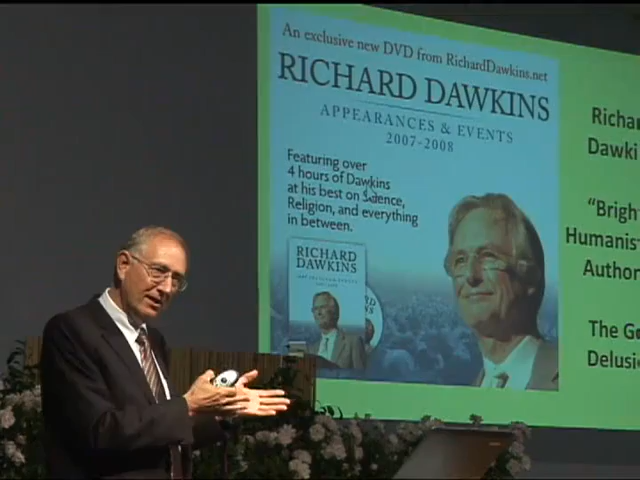 An exclusive new DVD from RichardDawkins.net
RICHARD DAWKINS
APPEARANCES & EVENTS
2007-2008
Featuring over
4 hours of Dawkins
at his best on Science,
Religion, and everything
in between.
RICHARD
DAWKINS
Richar
Dawki
“Brigh
Humanis
Author
The Go
Delusi